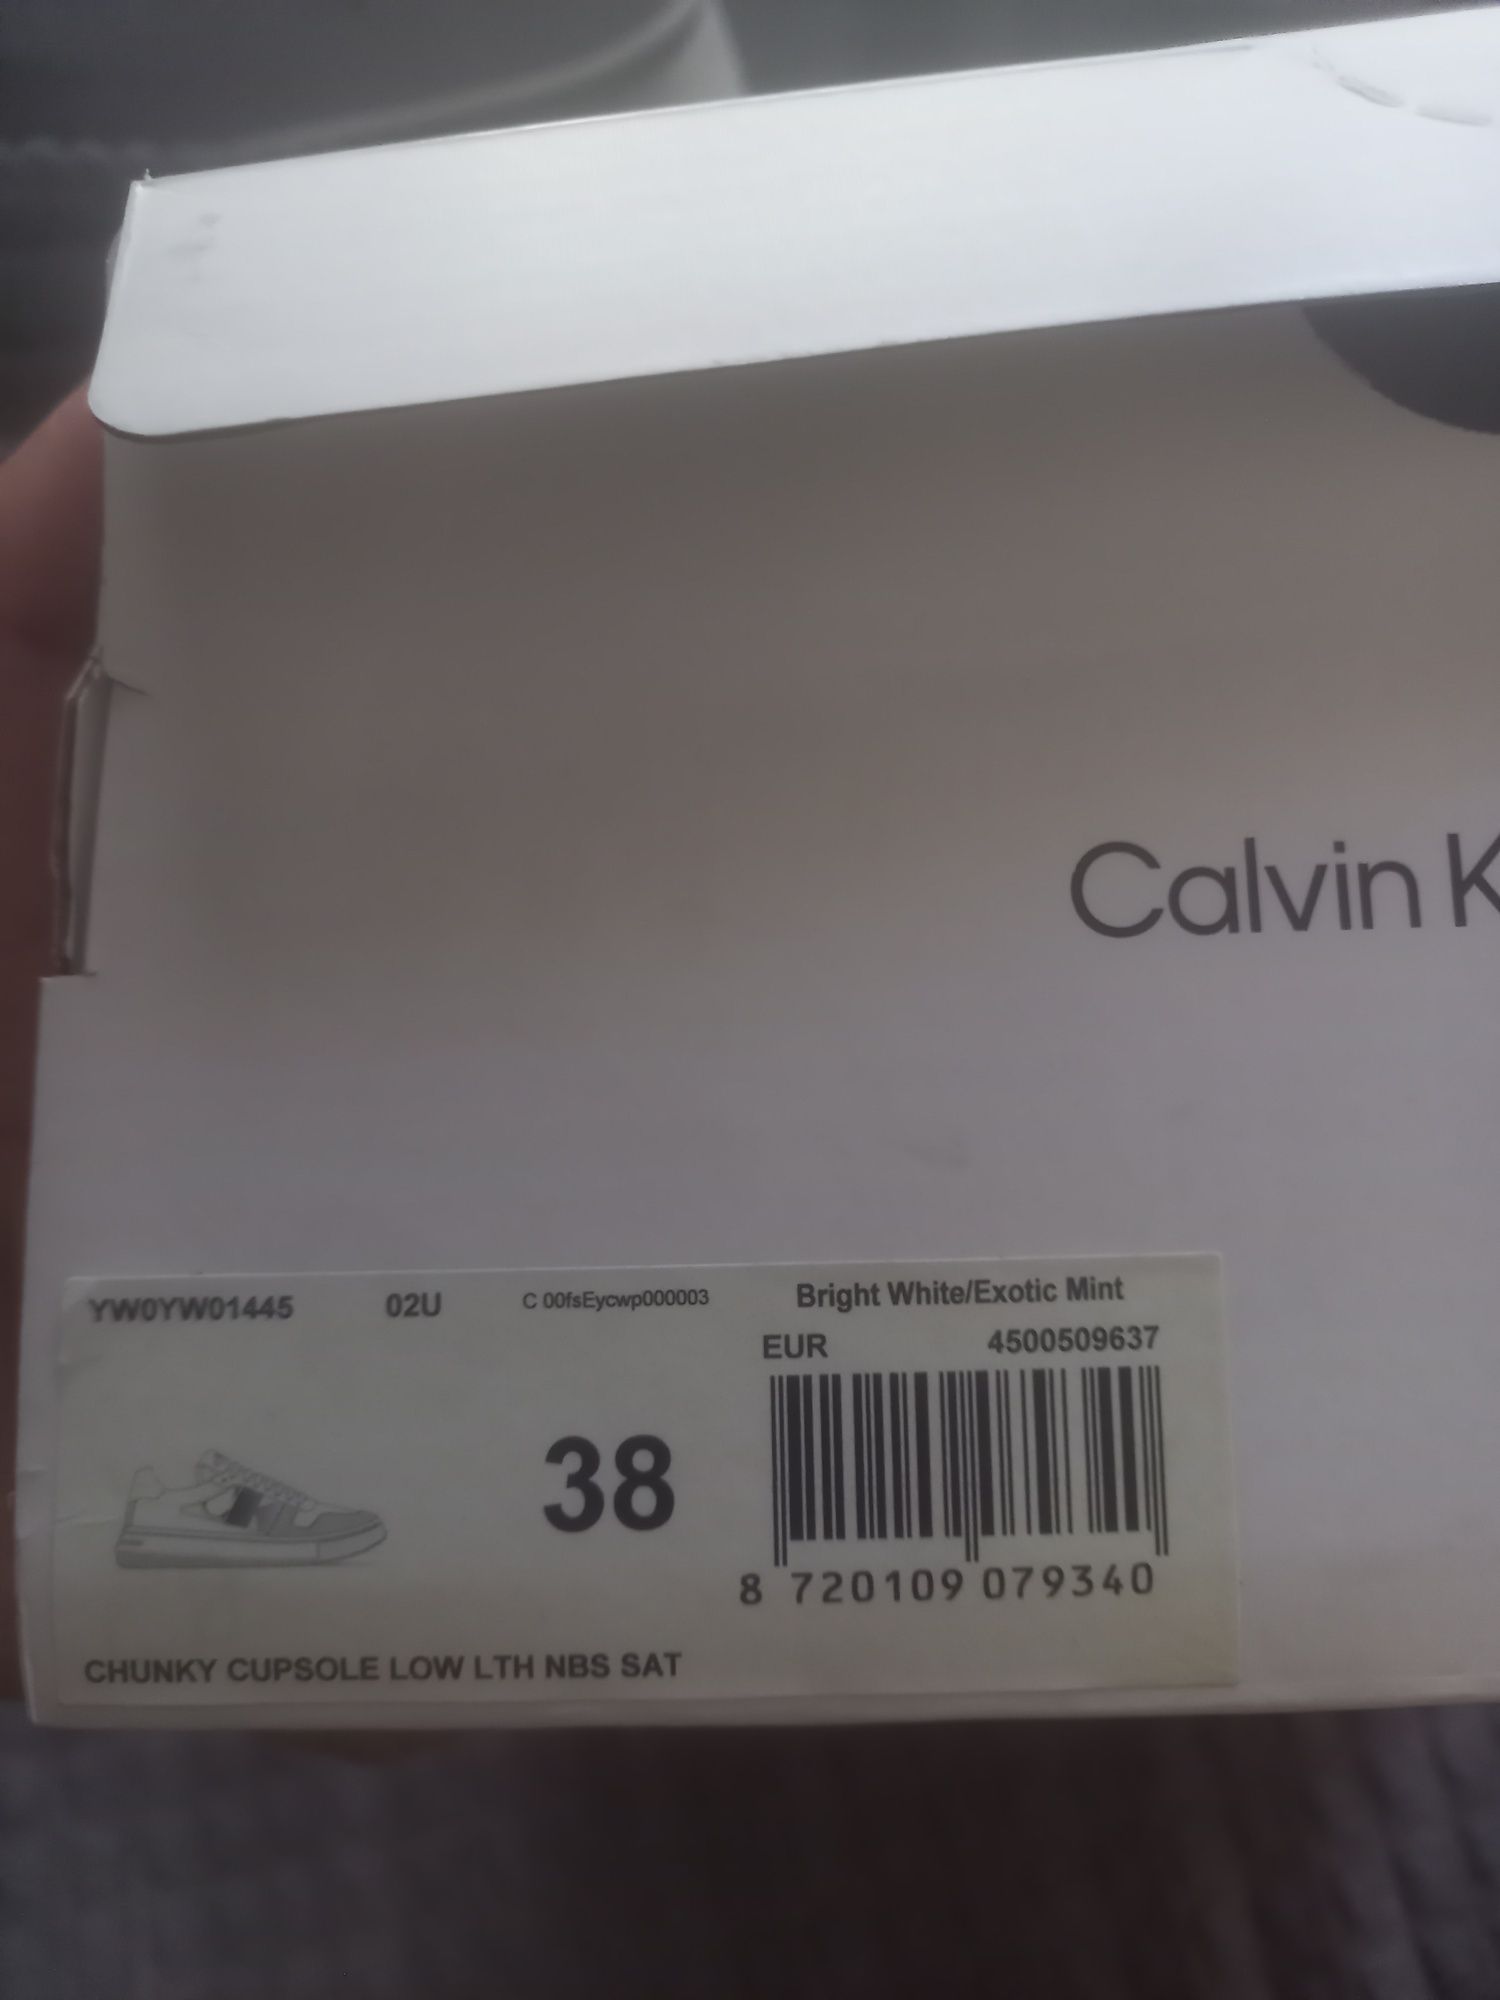 Calvin K
YW0YW01445 02U C 00fsEycwp000003 Bright White/Exotic Mint
EUR 4500509637
38
8 720109 079340
CHUNKY CUPSOLE LOW LTH NBS SAT